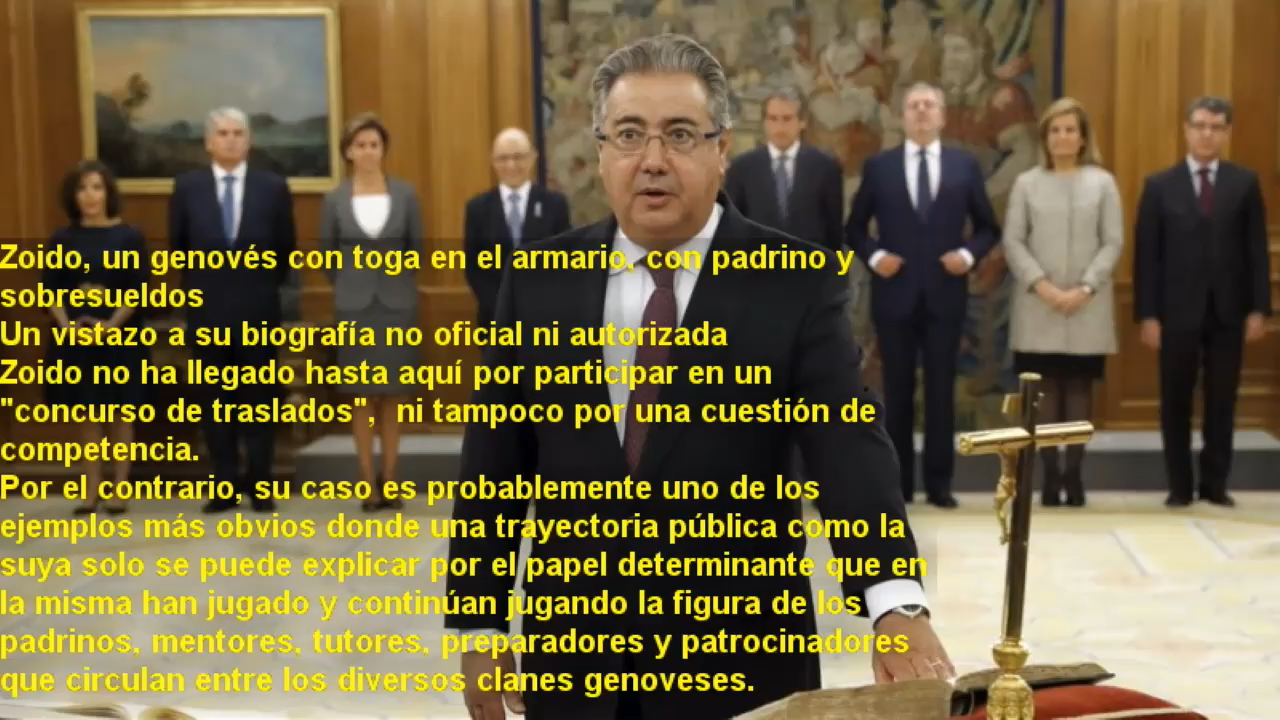 Zoido, un genovés con toga en el armario, con padrino y
sobresueldos
Un vistazo a su biografía no oficial ni autorizada
Zoido no ha llegado hasta aquí por participar en un
"concurso de traslados",  ni tampoco por una cuestión de
competencia.
Por el contrario, su caso es probablemente uno de los
ejemplos más obvios donde una trayectoria pública como la
suya solo se puede explicar por el papel determinante que en
la misma han jugado y continúan jugando la figura de los
padrinos, mentores, tutores, preparadores y patrocinadores
que circulan entre los diversos clanes genoveses.